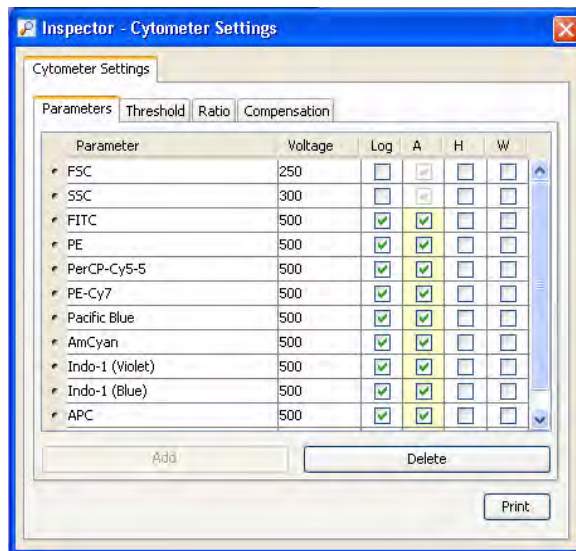 Inspector - Cytometer Settings
Cytometer Settings
Parameters Threshold Ratio Compensation
Parameter Voltage Log A H W
FSC 250
SSC 300
FITC 500
PE 500
PerCP-Cy5-5 500
PE-Cy7 500
Pacific Blue 500
AmCyan 500
Indo-1 (Violet) 500
Indo-1 (Blue) 500
APC 500
Add Delete
Print